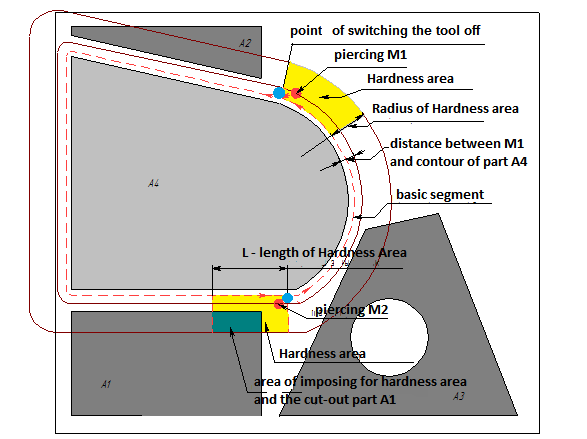 point of switching the tool off
A2
piercing M1
Hardness area
Radius of Hardness area
distance between M1
and contour of part A4
A4
basic segment
L - length of Hardness Area
piercing M2
Hardness area
A1
area of imposing for hardness area
and the cut-out part A1
A3